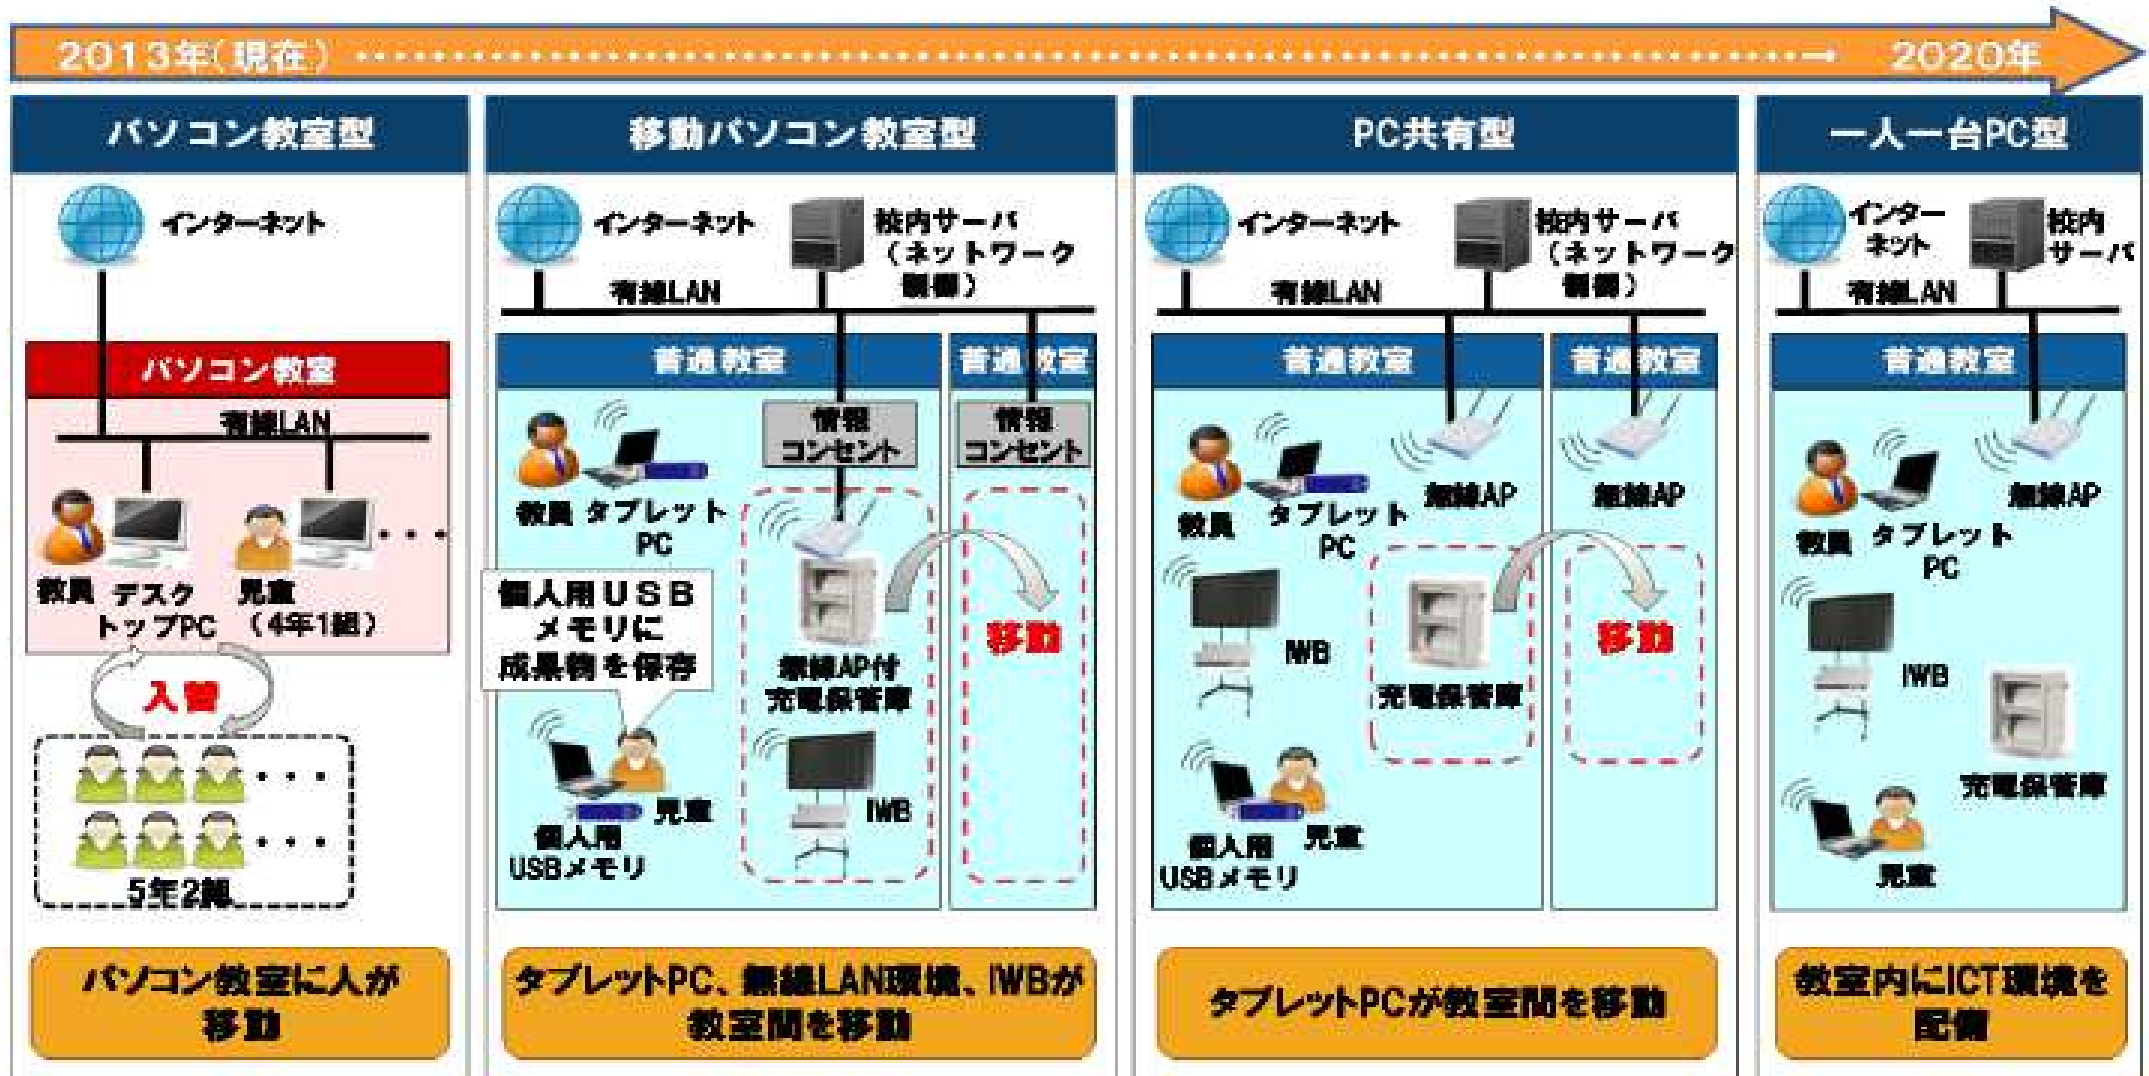 2013年(現在)
2020年
パソコン教室型
インターネット
パソコン教室
有線LAN
教員
デスク
トップPC
児童
(4年1組)
入替
5年2組
パソコン教室に人が
移動
移動パソコン教室型
インターネット
校内サーバ
(ネットワーク
制御)
有線LAN
普通教室
普通教室
情報
コンセント
情報
コンセント
教員
タブレット
PC
個人用USB
メモリに
成果物を保存
無線AP付
充電保管庫
移動
児童
個人用
USBメモリ
IWB
タブレットPC、無線LAN環境、IWBが
教室間を移動
PC共有型
インターネット
校内サーバ
(ネットワーク
制御)
有線LAN
普通教室
普通教室
教員
タブレット
PC
無線AP
無線AP
IWB
充電保管庫
移動
個人用
USBメモリ
児童
タブレットPCが教室間を移動
一人一台PC型
インター
ネット
校内
サーバ
有線LAN
普通教室
教員
タブレット
PC
無線AP
IWB
充電保管庫
児童
教室内にICT環境を
配備